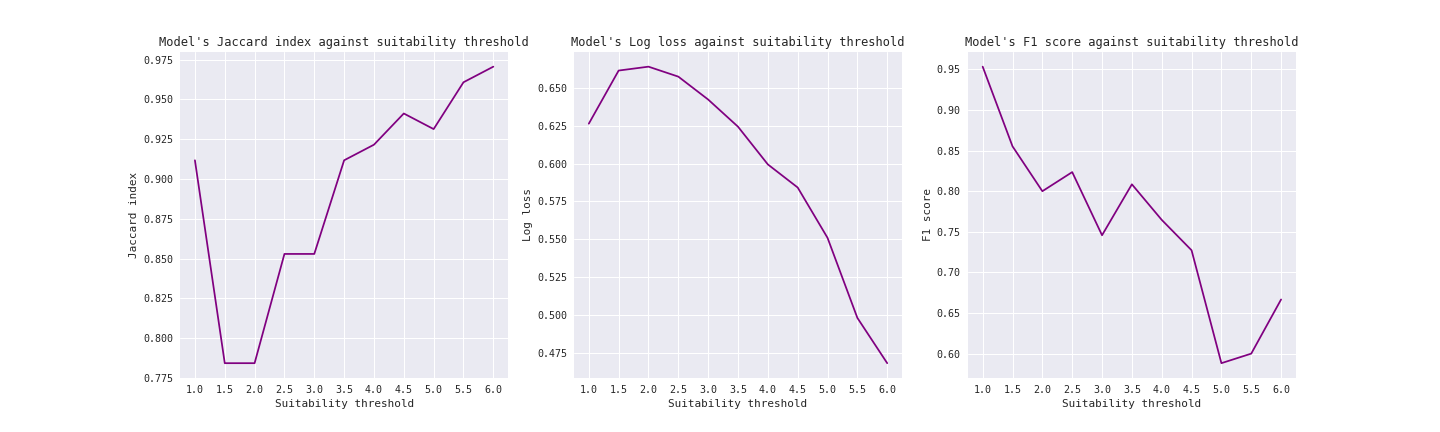 Model's Jaccard index against suitability threshold
0.975
0.950
0.925
0.900
0.875
0.850
0.825
0.800
0.775
Jaccard index
1.0 1.5 2.0 2.5 3.0 3.5 4.0 4.5 5.0 5.5 6.0
Suitability threshold
Model's Log loss against suitability threshold
0.650
0.625
0.600
0.575
0.550
0.525
0.500
0.475
Log loss
1.0 1.5 2.0 2.5 3.0 3.5 4.0 4.5 5.0 5.5 6.0
Suitability threshold
Model's F1 score against suitability threshold
0.95
0.90
0.85
0.80
0.75
0.70
0.65
0.60
F1 score
1.0 1.5 2.0 2.5 3.0 3.5 4.0 4.5 5.0 5.5 6.0
Suitability threshold